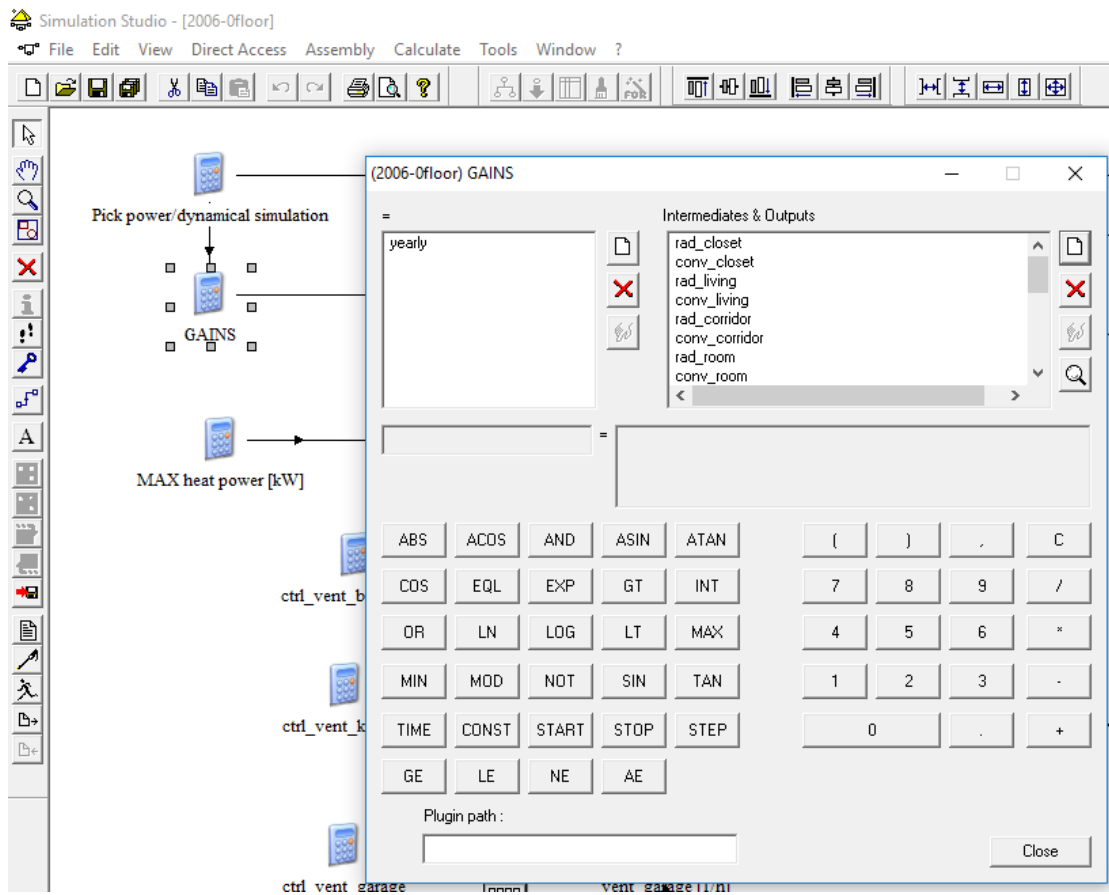 Simulation Studio - [2006-0floor]
File Edit View Direct Access Assembly Calculate Tools Window ?
FOR
Pick power/dynamical simulation
GAINS
A
MAX heat power [kW]
ctrl_vent_b
ctrl_vent_k
ctrl_vent_garage
vent_garage [1/h]
(2006-0floor) GAINS
= Intermediates & Outputs
yearly
rad_closet
conv_closet
rad_living
conv_living
rad_corridor
conv_corridor
rad_room
conv_room
=
ABS ACOS AND ASIN ATAN ( ) , C
COS EQL EXP GT INT 7 8 9 /
OR LN LOG LT MAX 4 5 6 *
MIN MOD NOT SIN TAN 1 2 3 -
TIME CONST START STOP STEP 0 . +
GE LE NE AE
Plugin path :
Close